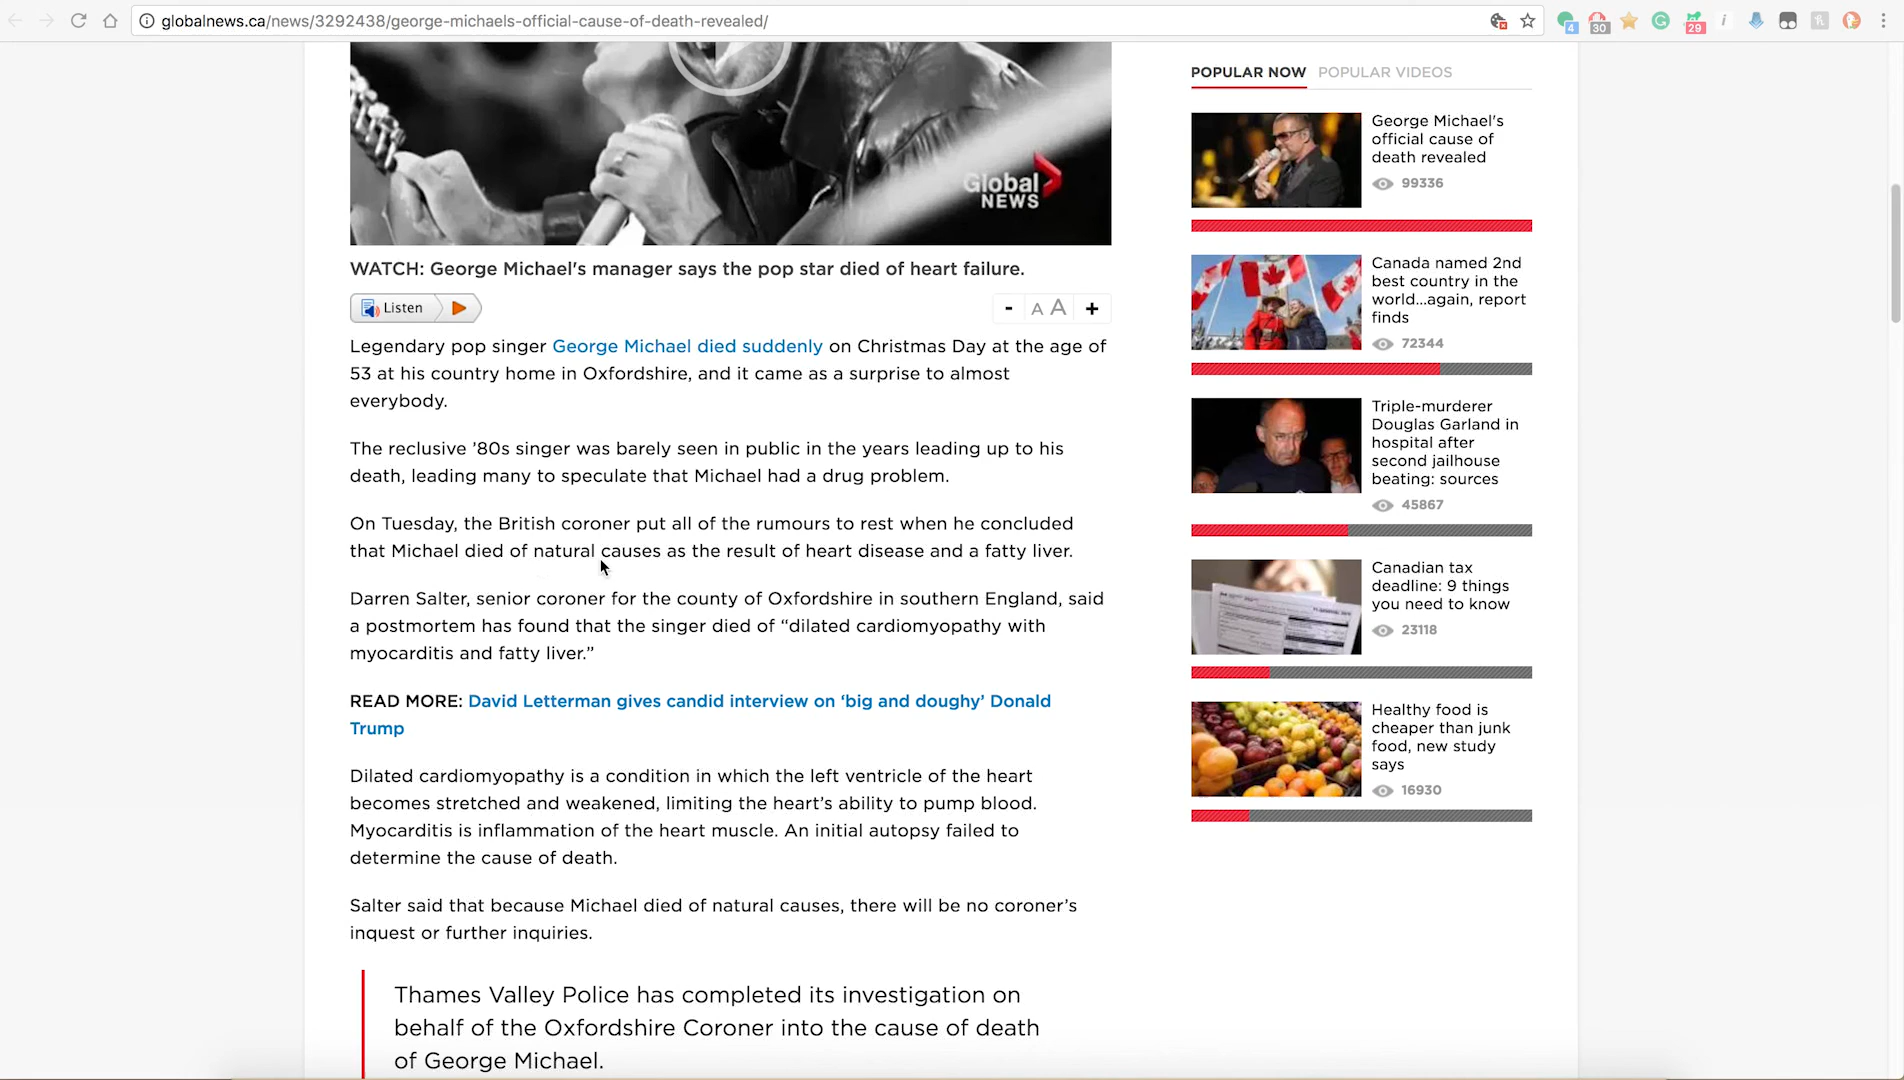 globalnews.ca/news/3292438/george-michaels-official-cause-of-death-revealed/
4
30
29
Global
NEWS
WATCH: George Michael's manager says the pop star died of heart failure.
Listen
- A A +
Legendary pop singer George Michael died suddenly on Christmas Day at the age of
53 at his country home in Oxfordshire, and it came as a surprise to almost
everybody.
The reclusive ’80s singer was barely seen in public in the years leading up to his
death, leading many to speculate that Michael had a drug problem.
On Tuesday, the British coroner put all of the rumours to rest when he concluded
that Michael died of natural causes as the result of heart disease and a fatty liver.
Darren Salter, senior coroner for the county of Oxfordshire in southern England, said
a postmortem has found that the singer died of “dilated cardiomyopathy with
myocarditis and fatty liver.”
READ MORE: David Letterman gives candid interview on ‘big and doughy’ Donald
Trump
Dilated cardiomyopathy is a condition in which the left ventricle of the heart
becomes stretched and weakened, limiting the heart’s ability to pump blood.
Myocarditis is inflammation of the heart muscle. An initial autopsy failed to
determine the cause of death.
Salter said that because Michael died of natural causes, there will be no coroner’s
inquest or further inquiries.
Thames Valley Police has completed its investigation on
behalf of the Oxfordshire Coroner into the cause of death
of George Michael.
POPULAR NOW POPULAR VIDEOS
George Michael's
official cause of
death revealed
99336
Canada named 2nd
best country in the
world...again, report
finds
72344
Triple-murderer
Douglas Garland in
hospital after
second jailhouse
beating: sources
45867
Canadian tax
deadline: 9 things
you need to know
23118
Healthy food is
cheaper than junk
food, new study
says
16930